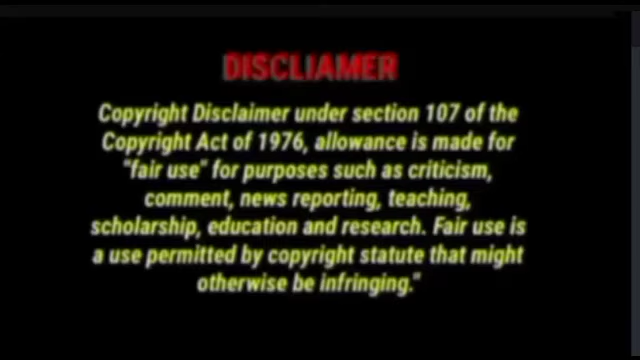 DISCLIAMER
Copyright Disclaimer under section 107 of the
Copyright Act of 1976, allowance is made for
"fair use" for purposes such as criticism,
comment, news reporting, teaching,
scholarship, education and research. Fair use is
a use permitted by copyright statute that might
otherwise be infringing."